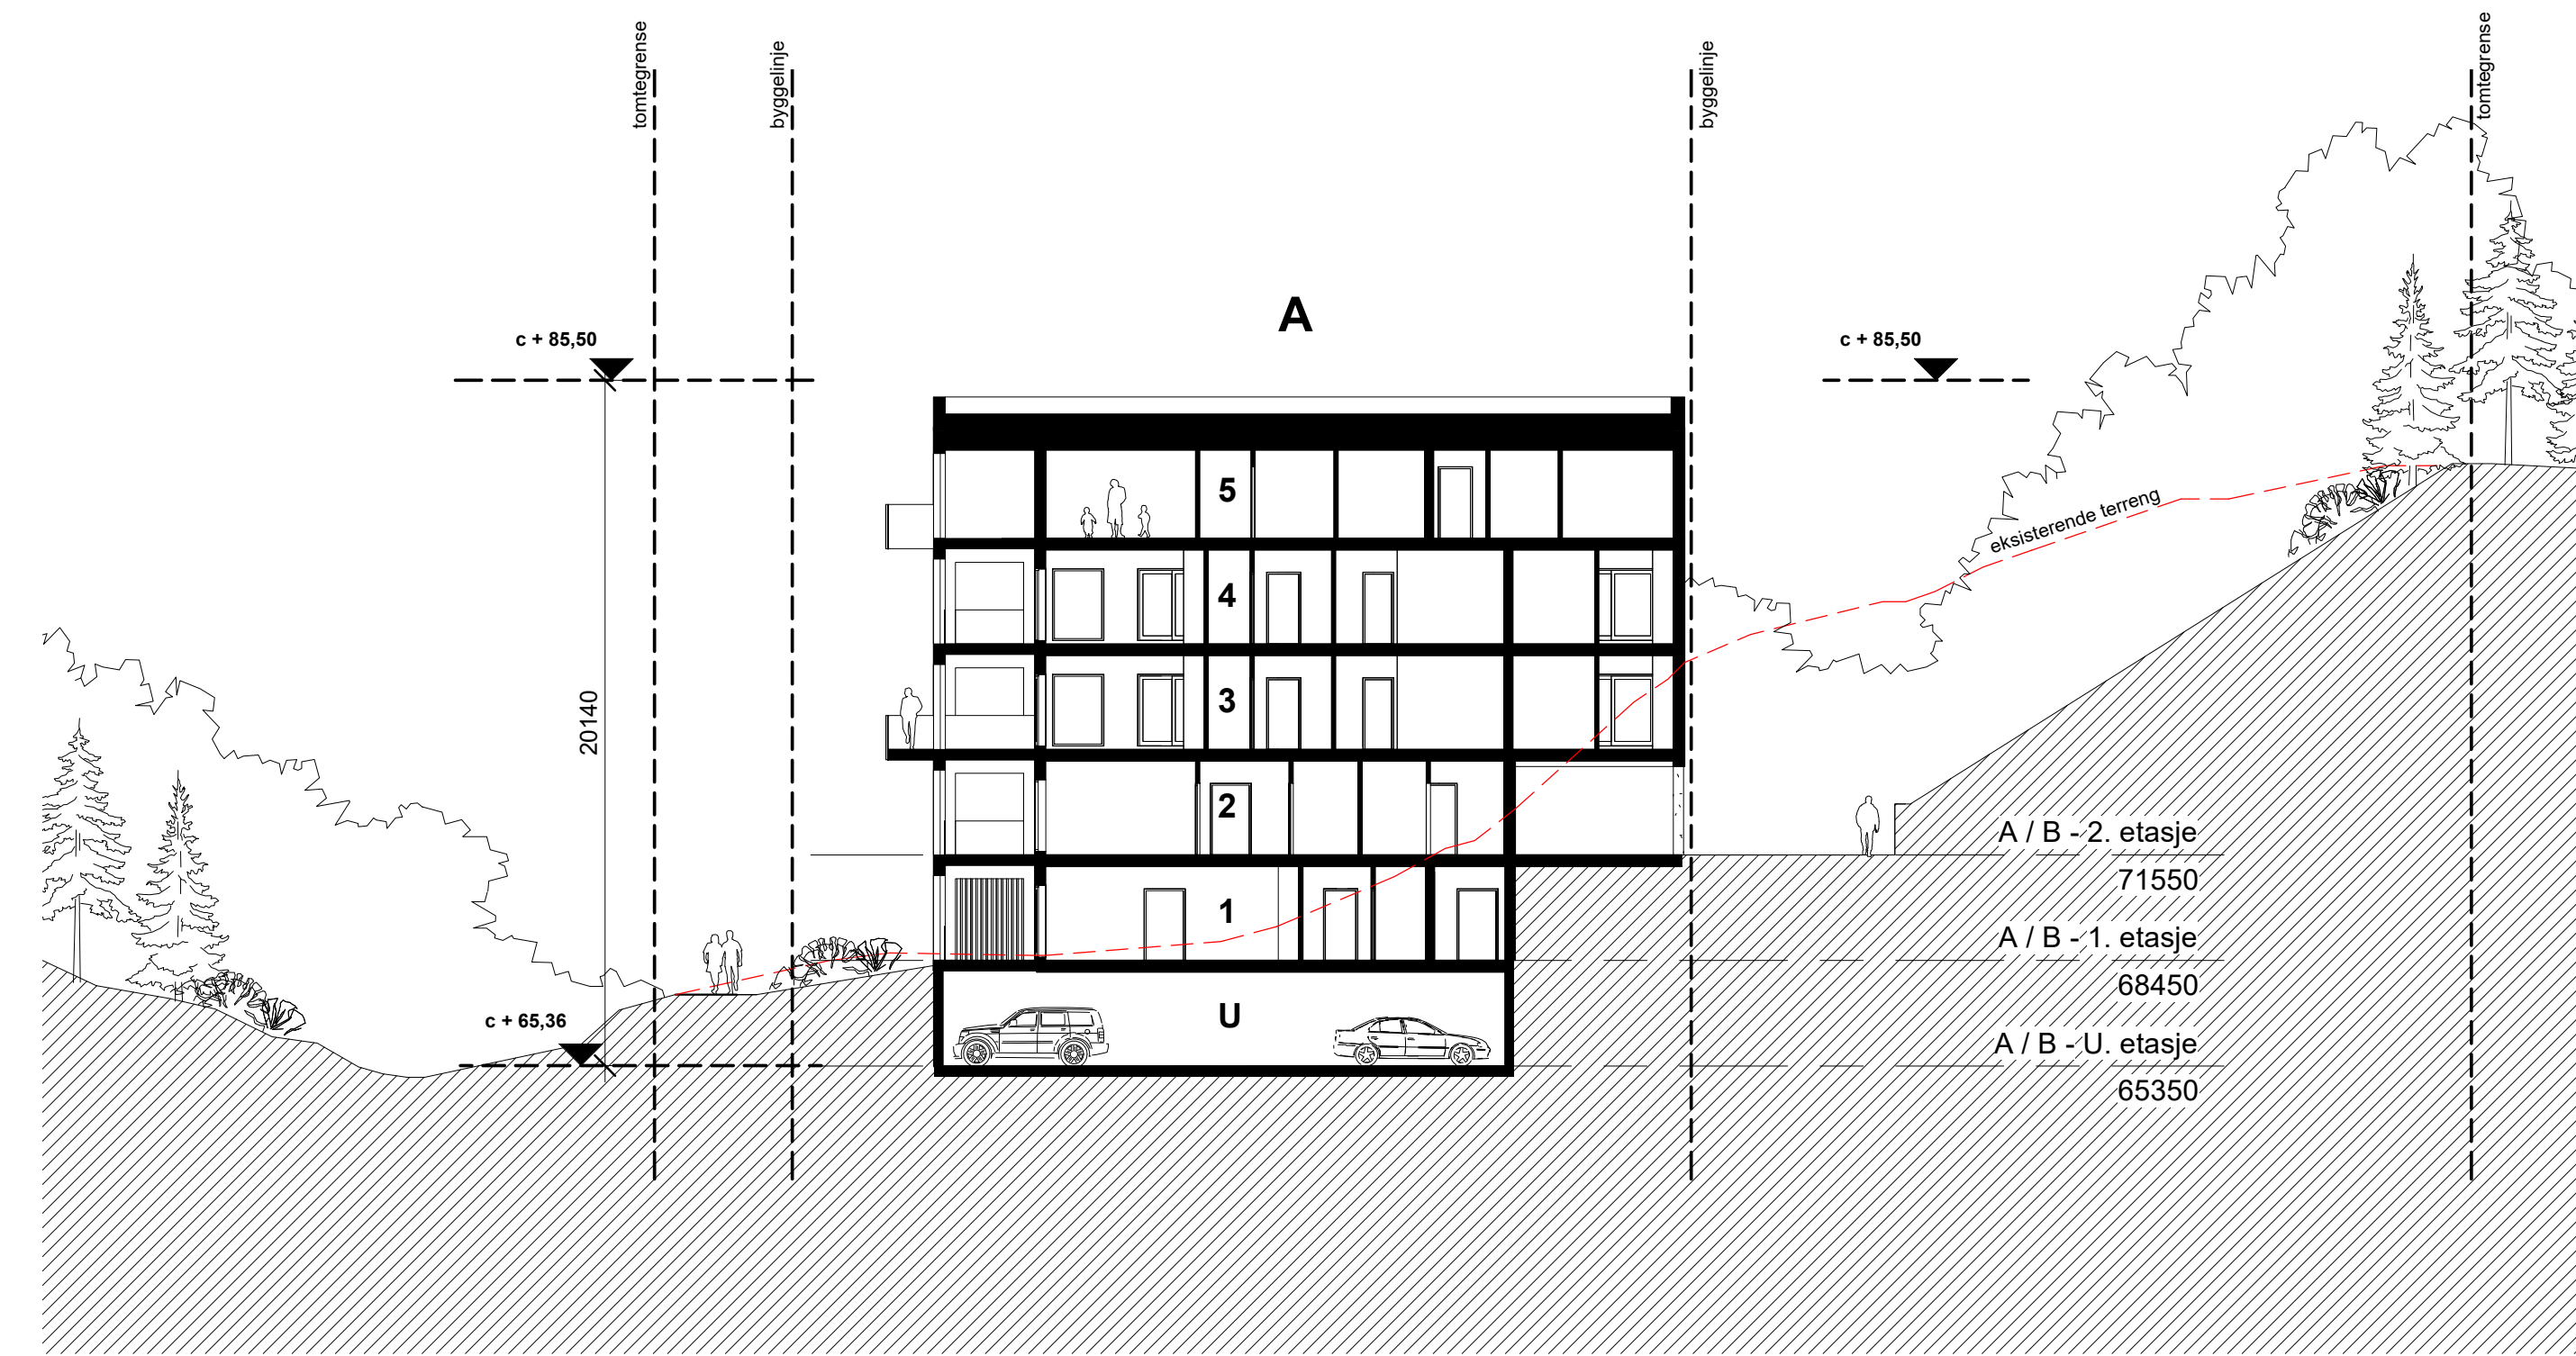 tomtegrense
byggelinje
byggelinje
tomtegrense
A
c + 85,50
c + 85,50
5
eksisterende terreng
4
3
20140
2
A / B - 2. etasje
71550
1
A / B - 1. etasje
68450
c + 65,36
U
A / B - U. etasje
65350